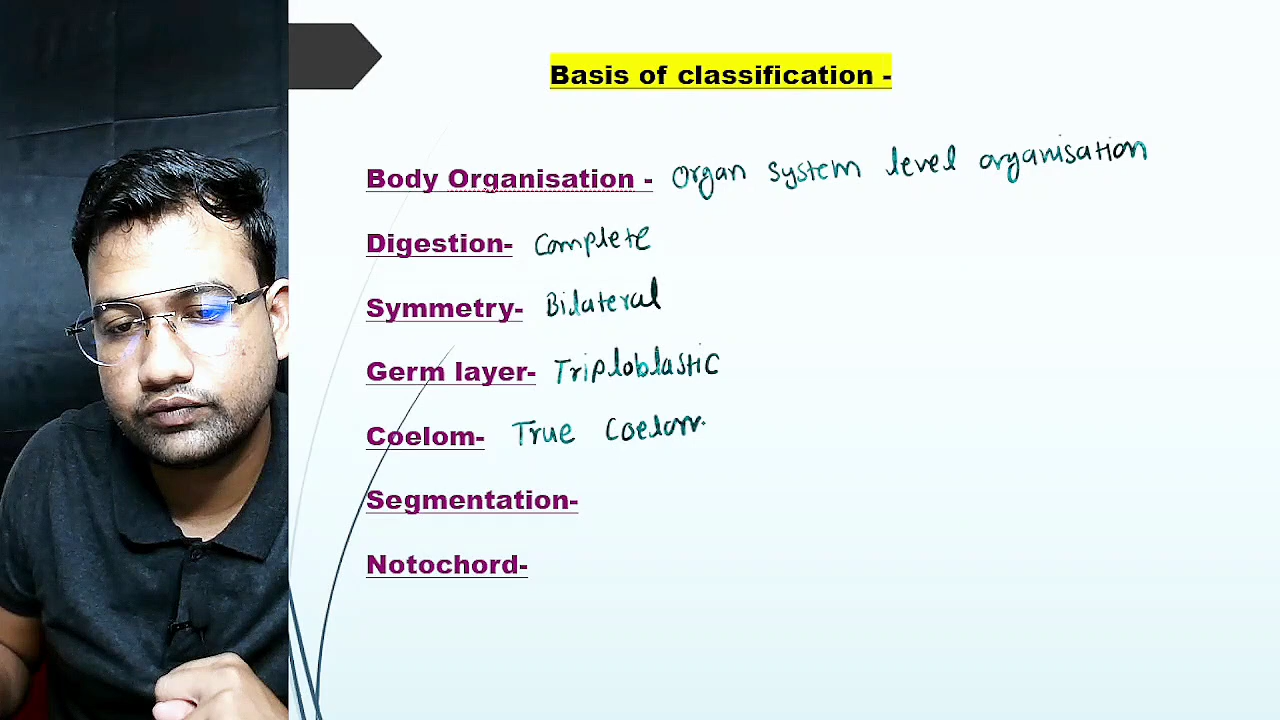 Basis of classification -
Body Organisation - Organ System level organisation
Digestion- Complete
Symmetry- Bilateral
Germ layer- Triploblastic
Coelom- True Coelom
Segmentation-
Notochord-